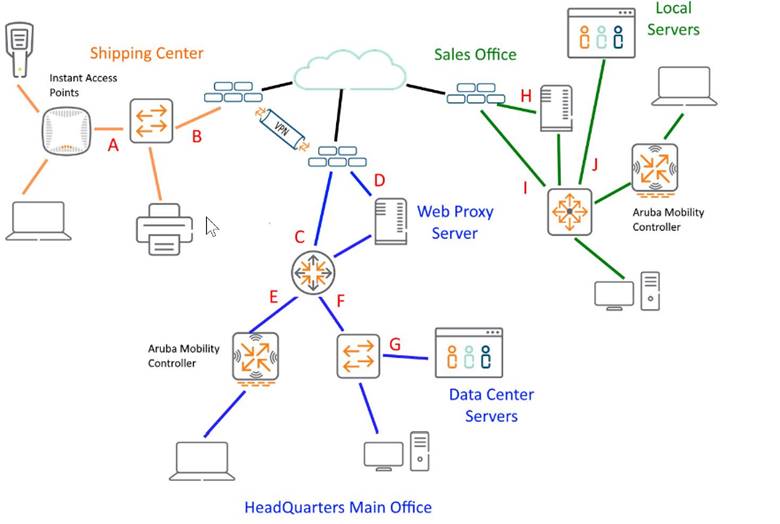 Shipping Center
Sales Office
Local
Servers
Instant Access
Points
A
B
VPN
H
J
I
D
Web Proxy
Server
Aruba Mobility
Controller
C
E
F
Aruba Mobility
Controller
G
Data Center
Servers
HeadQuarters Main Office